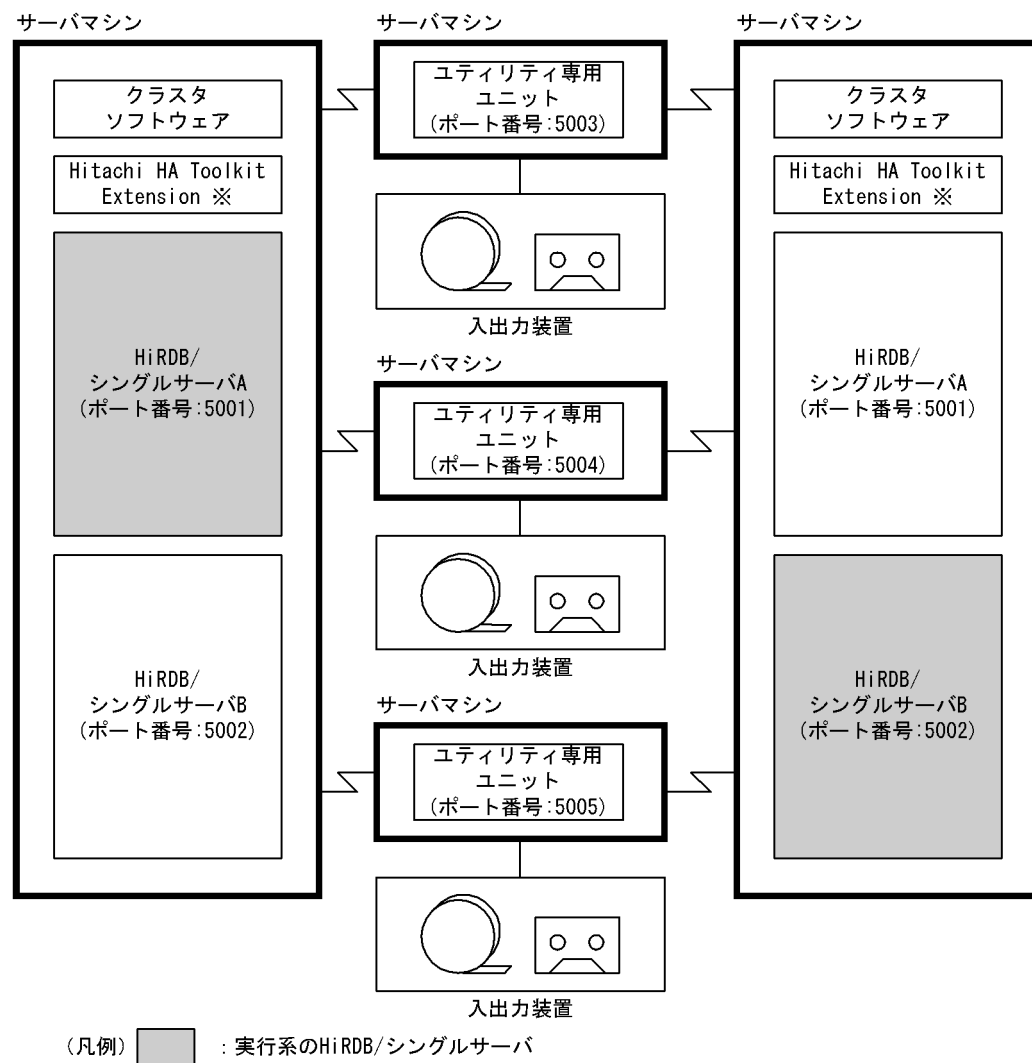 サーバマシン
クラスタ
ソフトウェア
Hitachi HA Toolkit
Extension ※
HiRDB/
シングルサーバA
(ポート番号:5001)
HiRDB/
シングルサーバB
(ポート番号:5002)
サーバマシン
ユティリティ専用
ユニット
(ポート番号:5003)
入出力装置
サーバマシン
ユティリティ専用
ユニット
(ポート番号:5004)
入出力装置
サーバマシン
ユティリティ専用
ユニット
(ポート番号:5005)
入出力装置
サーバマシン
クラスタ
ソフトウェア
Hitachi HA Toolkit
Extension ※
HiRDB/
シングルサーバA
(ポート番号:5001)
HiRDB/
シングルサーバB
(ポート番号:5002)
(凡例) :実行系のHiRDB/シングルサーバ